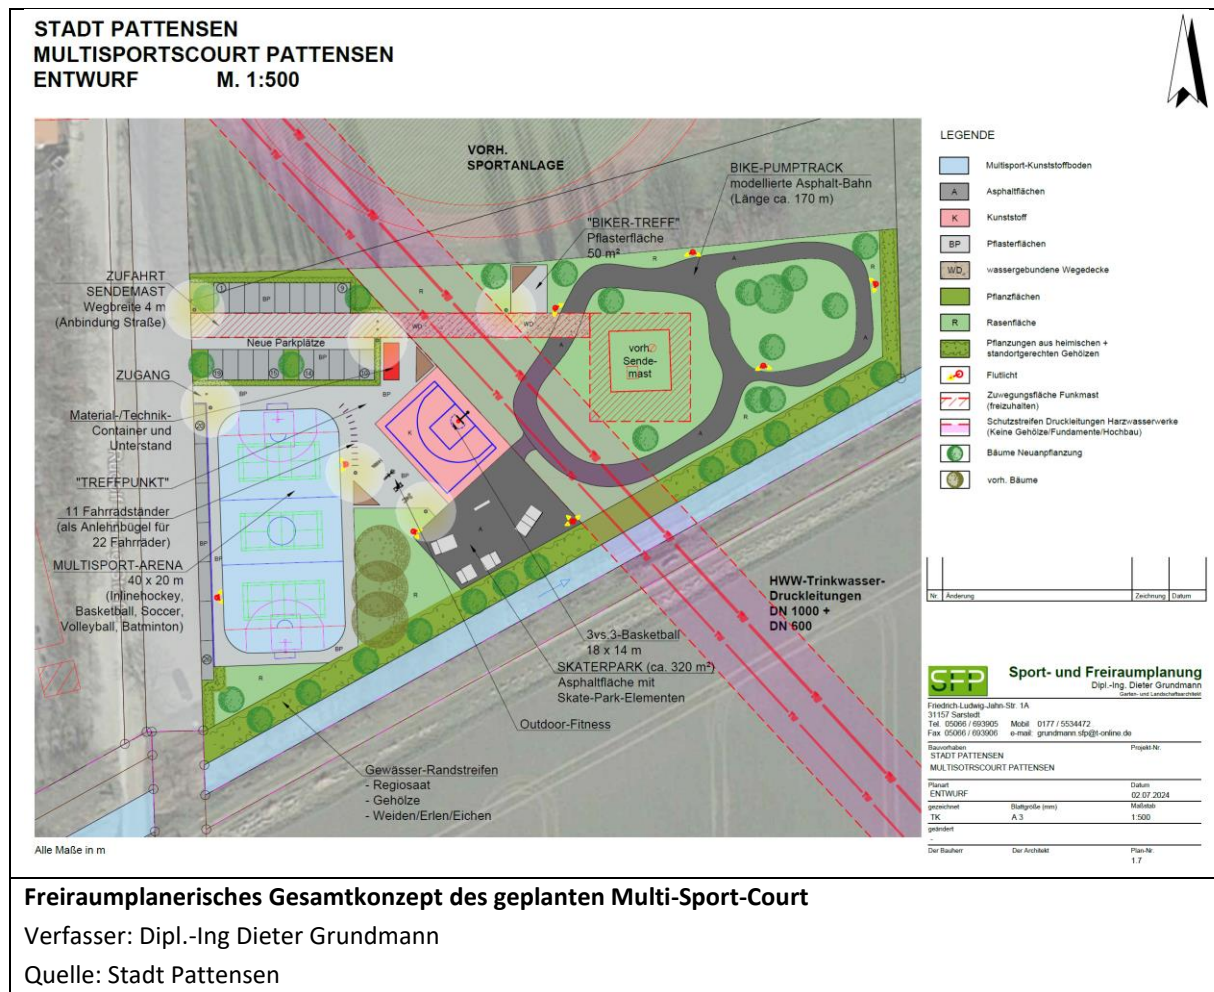 STADT PATTENSEN
MULTISPORTSCOURT PATTENSEN
ENTWURF M. 1:500
VORH.
SPORTANLAGE
BIKE-PUMPTRACK
modellierte Asphalt-Bahn
(Länge ca. 170 m)
"BIKER-TREFF"
Pflasterfläche
50 m²
ZUFAHRT
SENDEMAST
Wegbreite 4 m
(Anbindung Straße)
Neue Parkplätze
ZUGANG
Material-/Technik-
Container und
Unterstand
"TREFFPUNKT"
11 Fahrradständer
(als Anlehnbügel für
22 Fahrräder)
MULTISPORT-ARENA
40 x 20 m
(Inlinehockey,
Basketball, Soccer,
Volleyball, Batminton)
vorh.
Sende-
mast
HWW-Trinkwasser-
Druckleitungen
DN 1000 +
DN 600
3vs.3-Basketball
18 x 14 m
SKATERPARK (ca. 320 m²)
Asphaltfläche mit
Skate-Park-Elementen
Outdoor-Fitness
Gewässer-Randstreifen
- Regiosaat
- Gehölze
- Weiden/Erlen/Eichen
Alle Maße in m
LEGENDE
Multisport-Kunststoffboden
A Asphaltflächen
K Kunststoff
BP Pflasterflächen
WD wassergebundene Wegedecke
Pflanzflächen
R Rasenfläche
Pflanzungen aus heimischen +
standortgerechten Gehölzen
Flutlicht
Zuwegungsfläche Funkmast
(freizuhalten)
Schutzstreifen Druckleitungen Harzwasserwerke
(Keine Gehölze/Fundamente/Hochbau)
Bäume Neuanpflanzung
vorh. Bäume
Nr. Änderung Zeichnung Datum
SFP Sport- und Freiraumplanung
Dipl.-Ing. Dieter Grundmann
Garten- und Landschaftsarchitekt
Friedrich-Ludwig-Jahn-Str. 1A
31157 Sarstedt
Tel. 05066 / 693905 Mobil 0177 / 5534472
Fax 05066 / 693906 e-mail: grundmann.sfp@t-online.de
Bauvorhaben Projekt-Nr.
STADT PATTENSEN
MULTISOTRSCOURT PATTENSEN
Planart Datum
ENTWURF 02.07.2024
gezeichnet Blattgröße (mm) Maßstab
TK A 3 1:500
geändert
-
Der Bauherr Der Architekt Plan-Nr.
1.7
Freiraumplanerisches Gesamtkonzept des geplanten Multi-Sport-Court
Verfasser: Dipl.-Ing Dieter Grundmann
Quelle: Stadt Pattensen